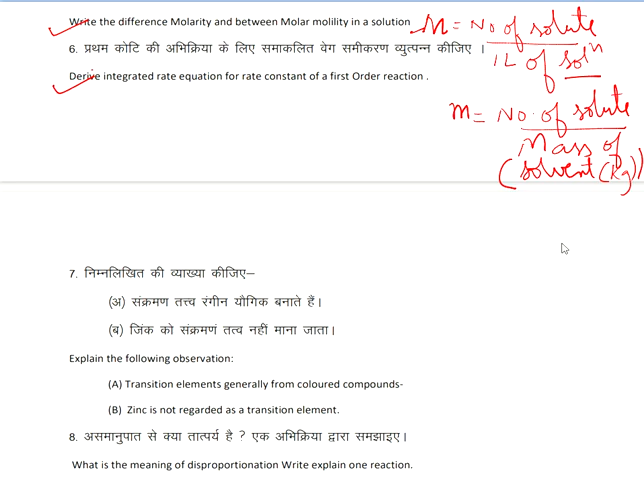 Write the difference Molarity and between Molar molility in a solution
M = No of solute
1L of soln
6. प्रथम कोटि की अभिक्रिया के लिए समाकलित वेग समीकरण व्युत्पन्न कीजिए ।
Derive integrated rate equation for rate constant of a first Order reaction .
m = No. of solute
Mass of
(solvent (kg))
7. निम्नलिखित की व्याख्या कीजिए–
(अ) संक्रमण तत्त्व रंगीन यौगिक बनाते हैं।
(ब) जिंक को संक्रमणं तत्व नहीं माना जाता।
Explain the following observation:
(A) Transition elements generally from coloured compounds-
(B) Zinc is not regarded as a transition element.
8. असमानुपात से क्या तात्पर्य है ? एक अभिक्रिया द्वारा समझाइए।
What is the meaning of disproportionation Write explain one reaction.